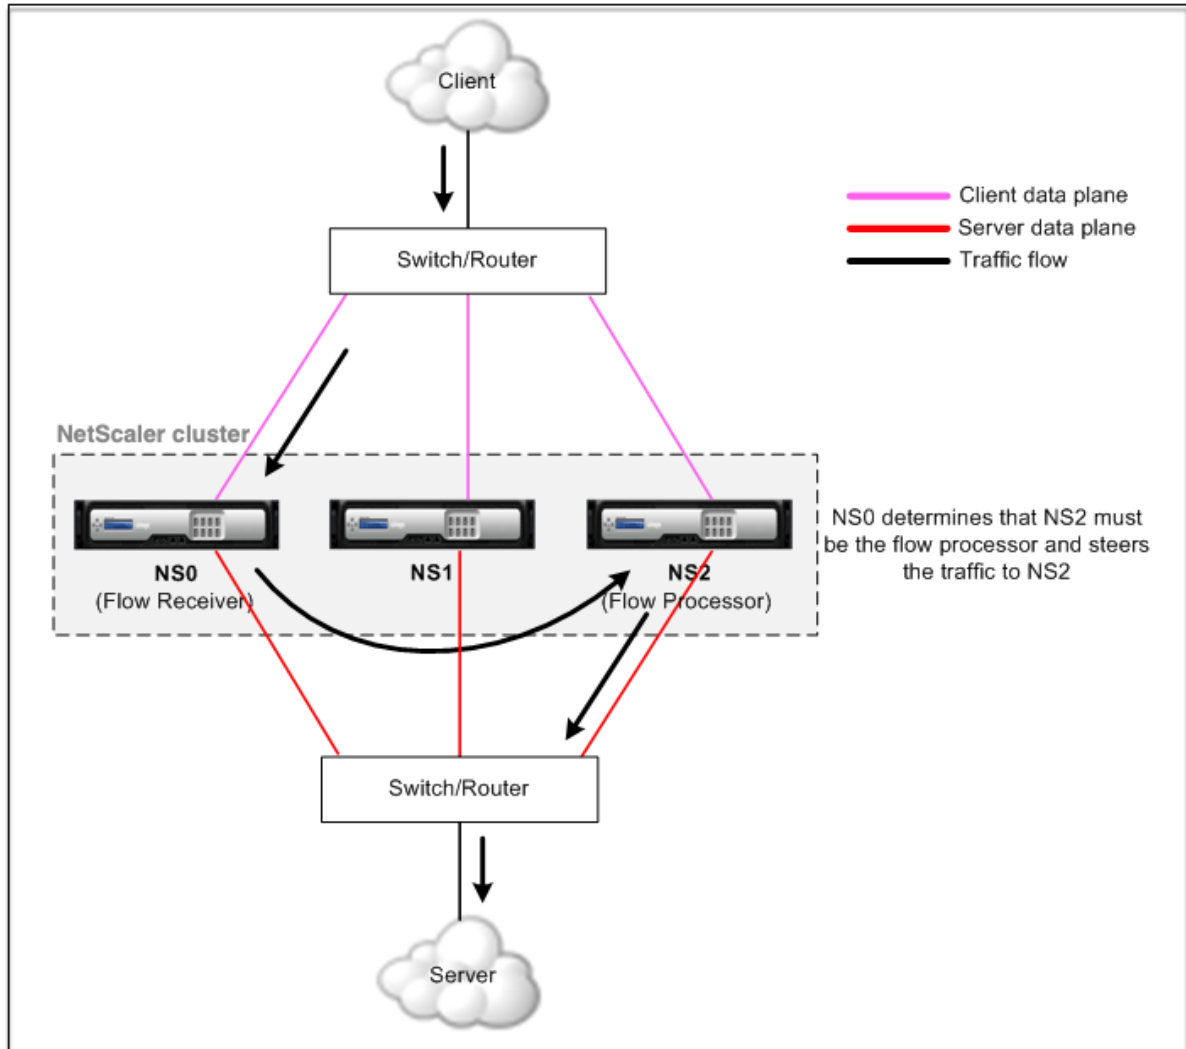 Client
Client data plane
Server data plane
Traffic flow
Switch/Router
NetScaler cluster
NS0
(Flow Receiver)
NS1
NS2
(Flow Processor)
NS0 determines that NS2 must
be the flow processor and steers
the traffic to NS2
Switch/Router
Server